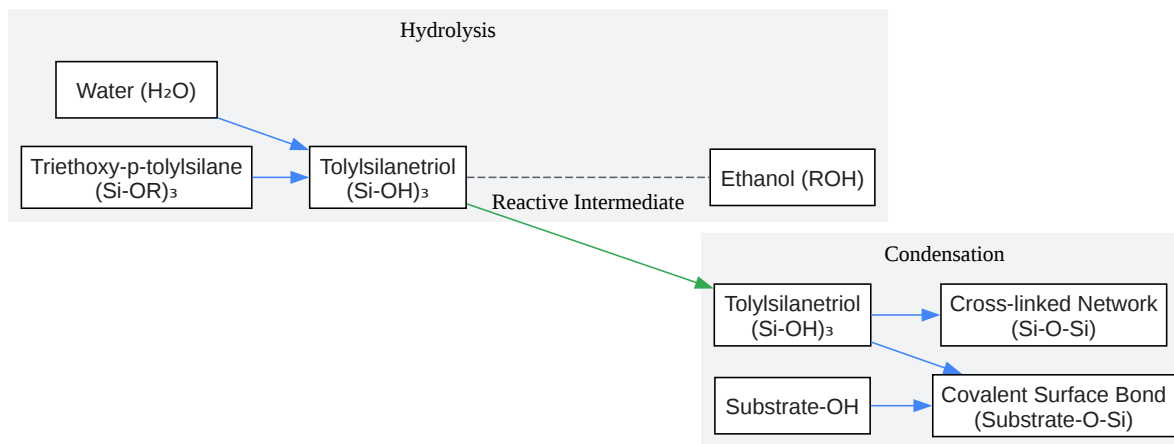 Hydrolysis
Water (H₂O)
Triethoxy-p-tolylsilane
(Si-OR)₃
Tolylsilanetriol
(Si-OH)₃
Reactive Intermediate
Ethanol (ROH)
Condensation
Tolylsilanetriol
(Si-OH)₃
Cross-linked Network
(Si-O-Si)
Substrate-OH
Covalent Surface Bond
(Substrate-O-Si)